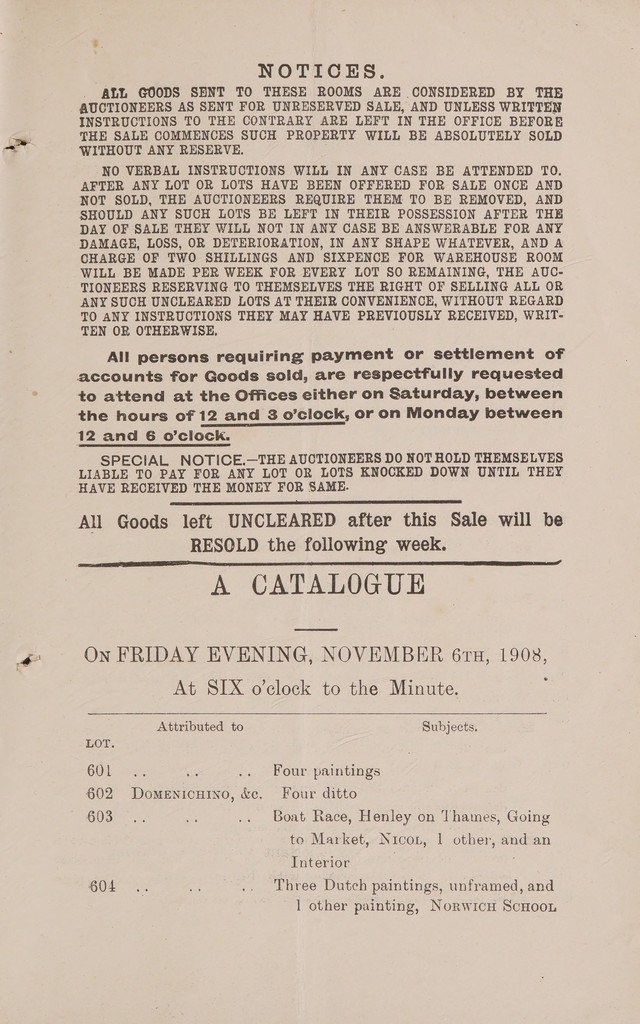 NOTICES.
ALL GOODS SENT TO THESE ROOMS ARE CONSIDERED BY THE
AUCTIONEERS AS SENT FOR UNRESERVED SALE, AND UNLESS WRITTEN
INSTRUCTIONS TO THE CONTRARY ARE LEFT IN THE OFFICE BEFORE
THE SALE COMMENCES SUCH PROPERTY WILL BE ABSOLUTELY SOLD
WITHOUT ANY RESERVE.
NO VERBAL INSTRUCTIONS WILL IN ANY CASE BE ATTENDED TO.
AFTER ANY LOT OR LOTS HAVE BEEN OFFERED FOR SALE ONCE AND
NOT SOLD, THE AUCTIONEERS REQUIRE THEM TO BE REMOVED, AND
SHOULD ANY SUCH LOTS BE LEFT IN THEIR POSSESSION AFTER THE
DAY OF SALE THEY WILL NOT IN ANY CASE BE ANSWERABLE FOR ANY
DAMAGE, LOSS, OR DETERIORATION, IN ANY SHAPE WHATEVER, AND A
CHARGE OF TWO SHILLINGS AND SIXPENCE FOR WAREHOUSE ROOM
WILL BE MADE PER WEEK FOR EVERY LOT SO REMAINING, THE AUC-
TIONEERS RESERVING TO THEMSELVES THE RIGHT OF SELLING ALL OR
ANY SUCH UNCLEARED LOTS AT THEIR CONVENIENCE, WITHOUT REGARD
TO ANY INSTRUCTIONS THEY MAY HAVE PREVIOUSLY RECEIVED, WRIT-
TEN OR OTHERWISE.
All persons requiring payment or settlement of
accounts for Goods sold, are respectfully requested
to attend at the Offices either on Saturday, between
the hours of 12 and 3 o'clock, or on Monday between
12 and 6 o'clock.
SPECIAL NOTICE.—THE AUCTIONEERS DO NOT HOLD THEMSELVES
LIABLE TO PAY FOR ANY LOT OR LOTS KNOCKED DOWN UNTIL THEY
HAVE RECEIVED THE MONEY FOR SAME.
All Goods left UNCLEARED after this Sale will be
RESOLD the following week.
A CATALOGUE
ON FRIDAY EVENING, NOVEMBER 6TH, 1908,
At SIX o'clock to the Minute.
Attributed to Subjects.
LOT.
601 .. .. .. Four paintings
602 DOMENICHINO, &c. Four ditto
603 .. .. .. Boat Race, Henley on Thames, Going
to Market, NICOL, 1 other, and an
Interior
604 .. .. .. Three Dutch paintings, unframed, and
1 other painting, NORWICH SCHOOL